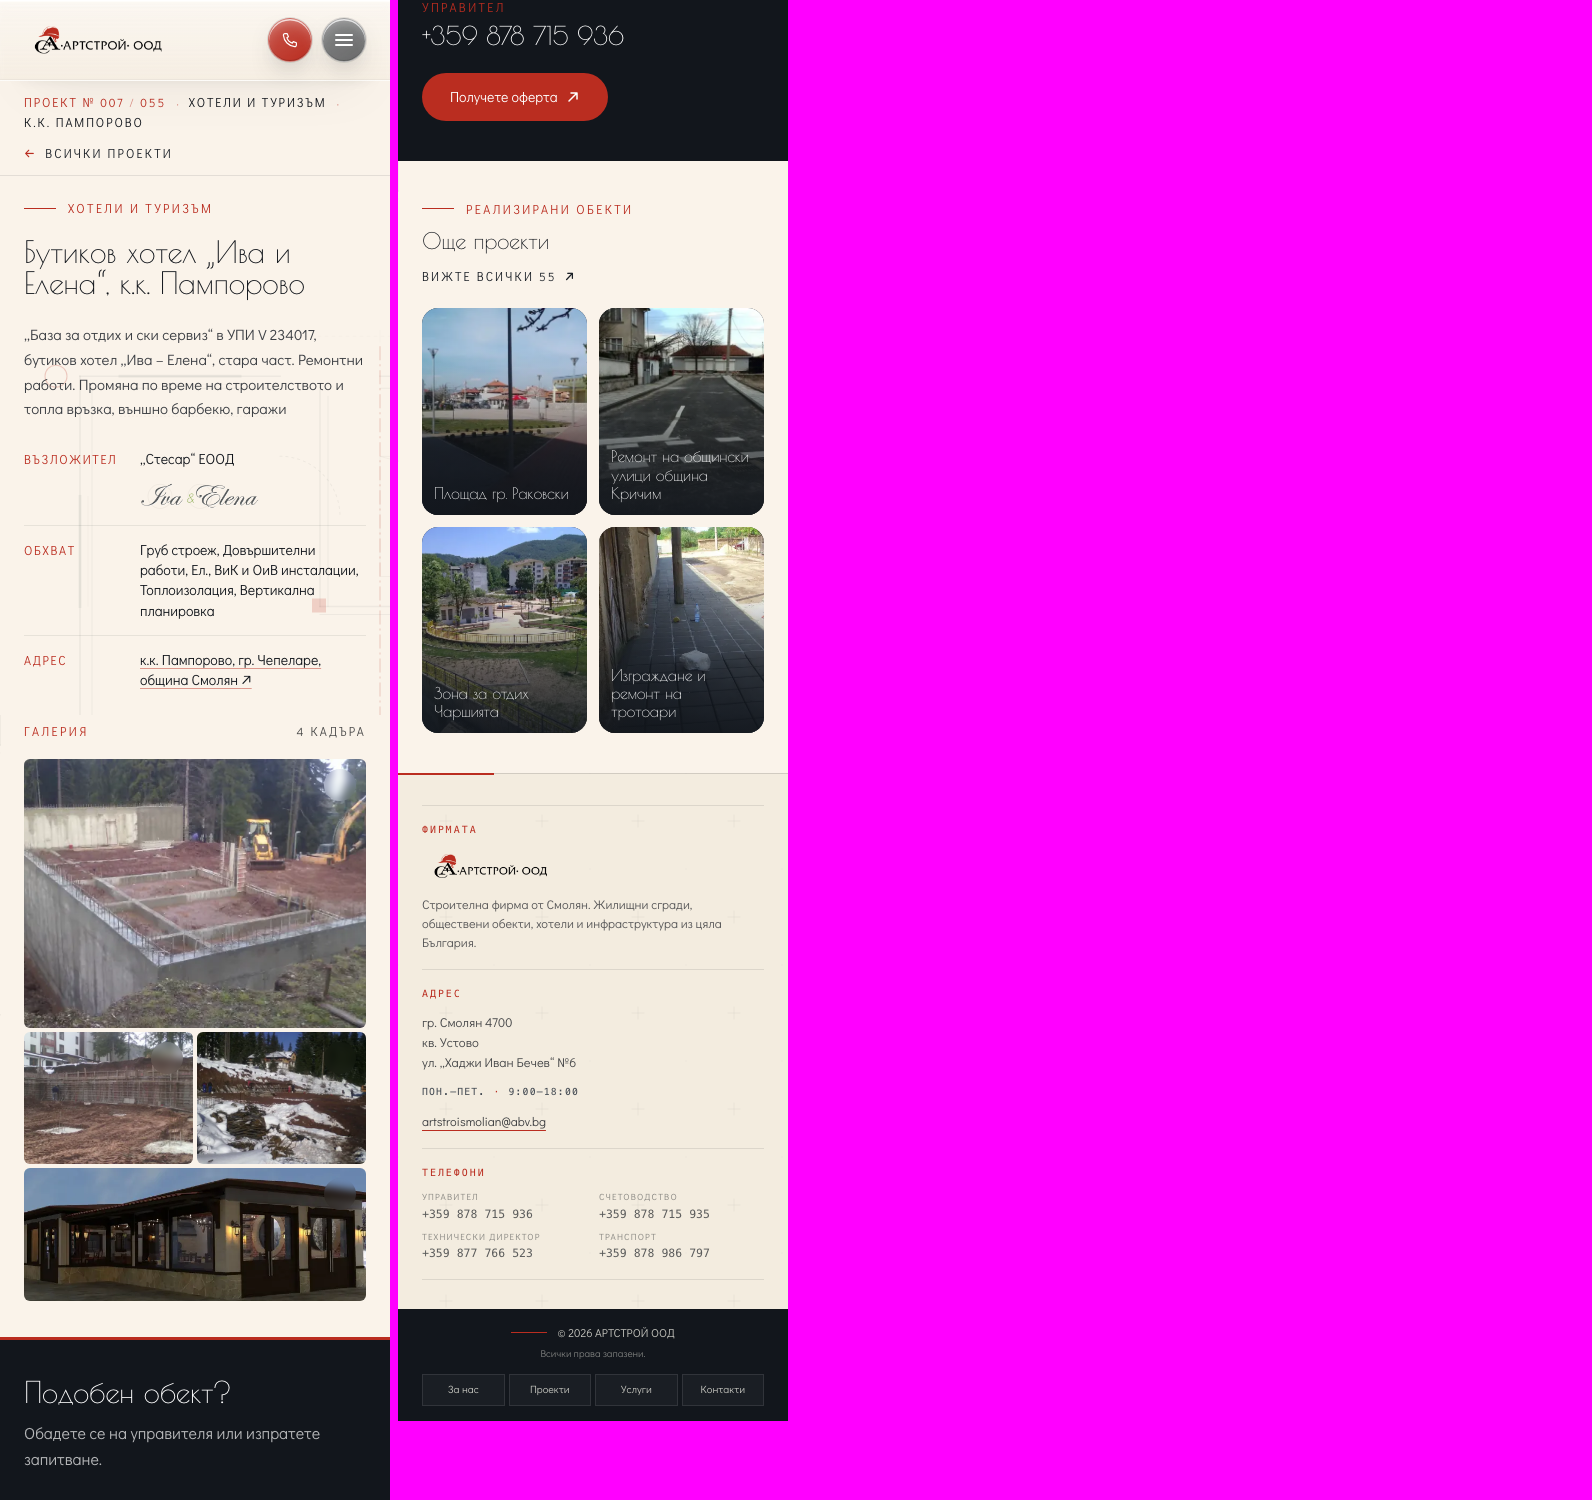 АРТСТРОЙ· ООД
ПРОЕКТ № 007 / 055 · ХОТЕЛИ И ТУРИЗЪМ ·
К.К. ПАМПОРОВО
← ВСИЧКИ ПРОЕКТИ
ХОТЕЛИ И ТУРИЗЪМ
Бутиков хотел „Ива и
Елена“, к.к. Пампорово
„База за отдих и ски сервиз“ в УПИ V 234017,
бутиков хотел „Ива – Елена“, стара част. Ремонтни
работи. Промяна по време на строителството и
топла връзка, външно барбекю, гаражи
ВЪЗЛОЖИТЕЛ
„Стесар“ ЕООД
Iva & Elena
ОБХВАТ
Груб строеж, Довършителни
работи, Ел., ВиК и ОиВ инсталации,
Топлоизолация, Вертикална
планировка
АДРЕС
к.к. Пампорово, гр. Чепеларе,
община Смолян ↗
ГАЛЕРИЯ
4 КАДЪРА
Подобен обект?
Обадете се на управителя или изпратете
запитване.
УПРАВИТЕЛ
+359 878 715 936
Получете оферта ↗
РЕАЛИЗИРАНИ ОБЕКТИ
Още проекти
ВИЖТЕ ВСИЧКИ 55 ↗
Площад гр. Раковски
Ремонт на общински
улици община
Кричим
Зона за отдих
Чаршията
Изграждане и
ремонт на
тротоари
ФИРМАТА
АРТСТРОЙ· ООД
Строителна фирма от Смолян. Жилищни сгради,
обществени обекти, хотели и инфраструктура из цяла
България.
АДРЕС
гр. Смолян 4700
кв. Устово
ул. „Хаджи Иван Бечев“ №6
ПОН.–ПЕТ. · 9:00–18:00
artstroismolian@abv.bg
ТЕЛЕФОНИ
УПРАВИТЕЛ
+359 878 715 936
СЧЕТОВОДСТВО
+359 878 715 935
ТЕХНИЧЕСКИ ДИРЕКТОР
+359 877 766 523
ТРАНСПОРТ
+359 878 986 797
© 2026 АРТСТРОЙ ООД
Всички права запазени.
За нас
Проекти
Услуги
Контакти